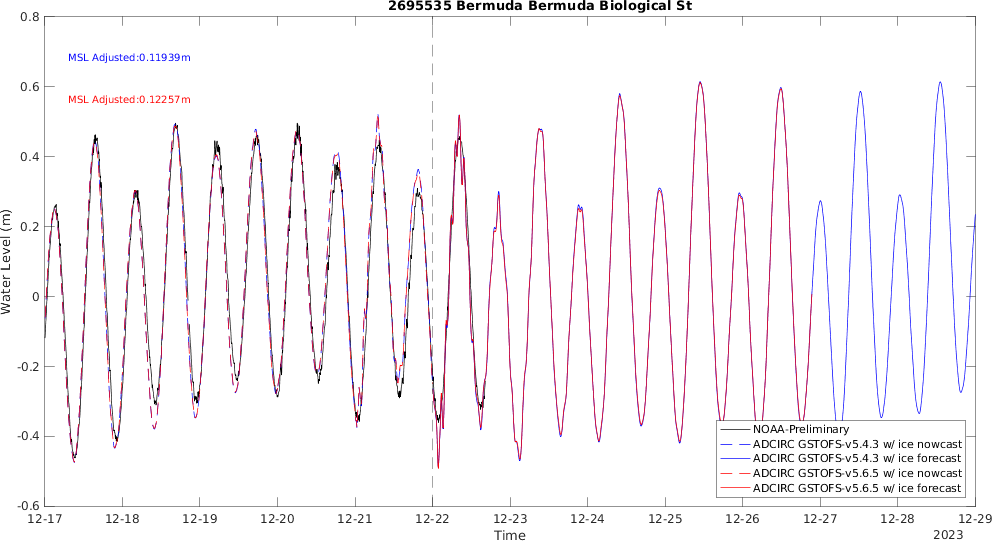 2695535 Bermuda Bermuda Biological St
0.8
MSL Adjusted:0.11939m
0.6
MSL Adjusted:0.12257m
0.4
0.2
0
-0.2
-0.4
-0.6
Water Level (m)
NOAA-Preliminary
ADCIRC GSTOFS-v5.4.3 w/ ice nowcast
ADCIRC GSTOFS-v5.4.3 w/ ice forecast
ADCIRC GSTOFS-v5.6.5 w/ ice nowcast
ADCIRC GSTOFS-v5.6.5 w/ ice forecast
12-17 12-18 12-19 12-20 12-21 12-22 12-23 12-24 12-25 12-26 12-27 12-28 12-29
Time
2023